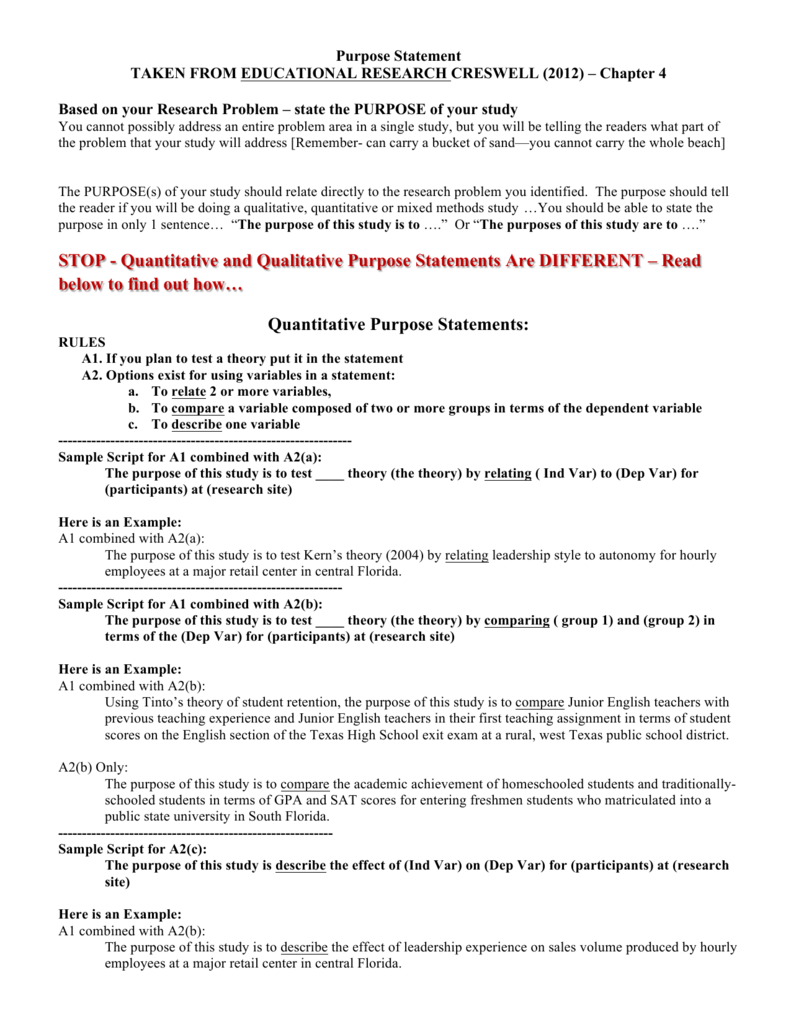 Purpose Statement
TAKEN FROM EDUCATIONAL RESEARCH CRESWELL (2012) – Chapter 4
Based on your Research Problem – state the PURPOSE of your study
You cannot possibly address an entire problem area in a single study, but you will be telling the readers what part of
the problem that your study will address [Remember- can carry a bucket of sand—you cannot carry the whole beach]
The PURPOSE(s) of your study should relate directly to the research problem you identified.  The purpose should tell
the reader if you will be doing a qualitative, quantitative or mixed methods study …You should be able to state the
purpose in only 1 sentence…  “The purpose of this study is to ….”  Or “The purposes of this study are to ….”
STOP - Quantitative and Qualitative Purpose Statements Are DIFFERENT – Read
below to find out how…
Quantitative Purpose Statements:
RULES
A1. If you plan to test a theory put it in the statement
A2. Options exist for using variables in a statement:
a. To relate 2 or more variables,
b. To compare a variable composed of two or more groups in terms of the dependent variable
c. To describe one variable
--------------------------------------------------------------
Sample Script for A1 combined with A2(a):
The purpose of this study is to test ____ theory (the theory) by relating ( Ind Var) to (Dep Var) for
(participants) at (research site)
Here is an Example:
A1 combined with A2(a):
The purpose of this study is to test Kern’s theory (2004) by relating leadership style to autonomy for hourly
employees at a major retail center in central Florida.
------------------------------------------------------------
Sample Script for A1 combined with A2(b):
The purpose of this study is to test ____ theory (the theory) by comparing ( group 1) and (group 2) in
terms of the (Dep Var) for (participants) at (research site)
Here is an Example:
A1 combined with A2(b):
Using Tinto’s theory of student retention, the purpose of this study is to compare Junior English teachers with
previous teaching experience and Junior English teachers in their first teaching assignment in terms of student
scores on the English section of the Texas High School exit exam at a rural, west Texas public school district.
A2(b) Only:
The purpose of this study is to compare the academic achievement of homeschooled students and traditionally-
schooled students in terms of GPA and SAT scores for entering freshmen students who matriculated into a
public state university in South Florida.
----------------------------------------------------------
Sample Script for A2(c):
The purpose of this study is describe the effect of (Ind Var) on (Dep Var) for (participants) at (research
site)
Here is an Example:
A1 combined with A2(b):
The purpose of this study is to describe the effect of leadership experience on sales volume produced by hourly
employees at a major retail center in central Florida.